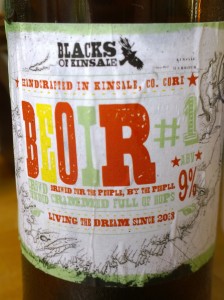 BLACKS
OF KINSALE
HANDCRAFTED IN KINSALE, CO. CORK
BEOIR#1
ABV
9%
BREWED FOR THE PEOPLE, BY THE PEOPLE
CRAMMED FULL OF HOPS
LIVING THE DREAM SINCE 2013